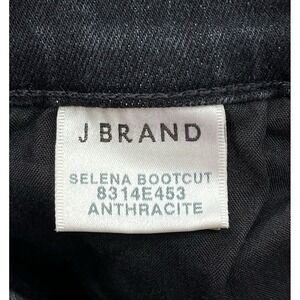 J BRAND
SELENA BOOTCUT
8314E453
ANTHRACITE